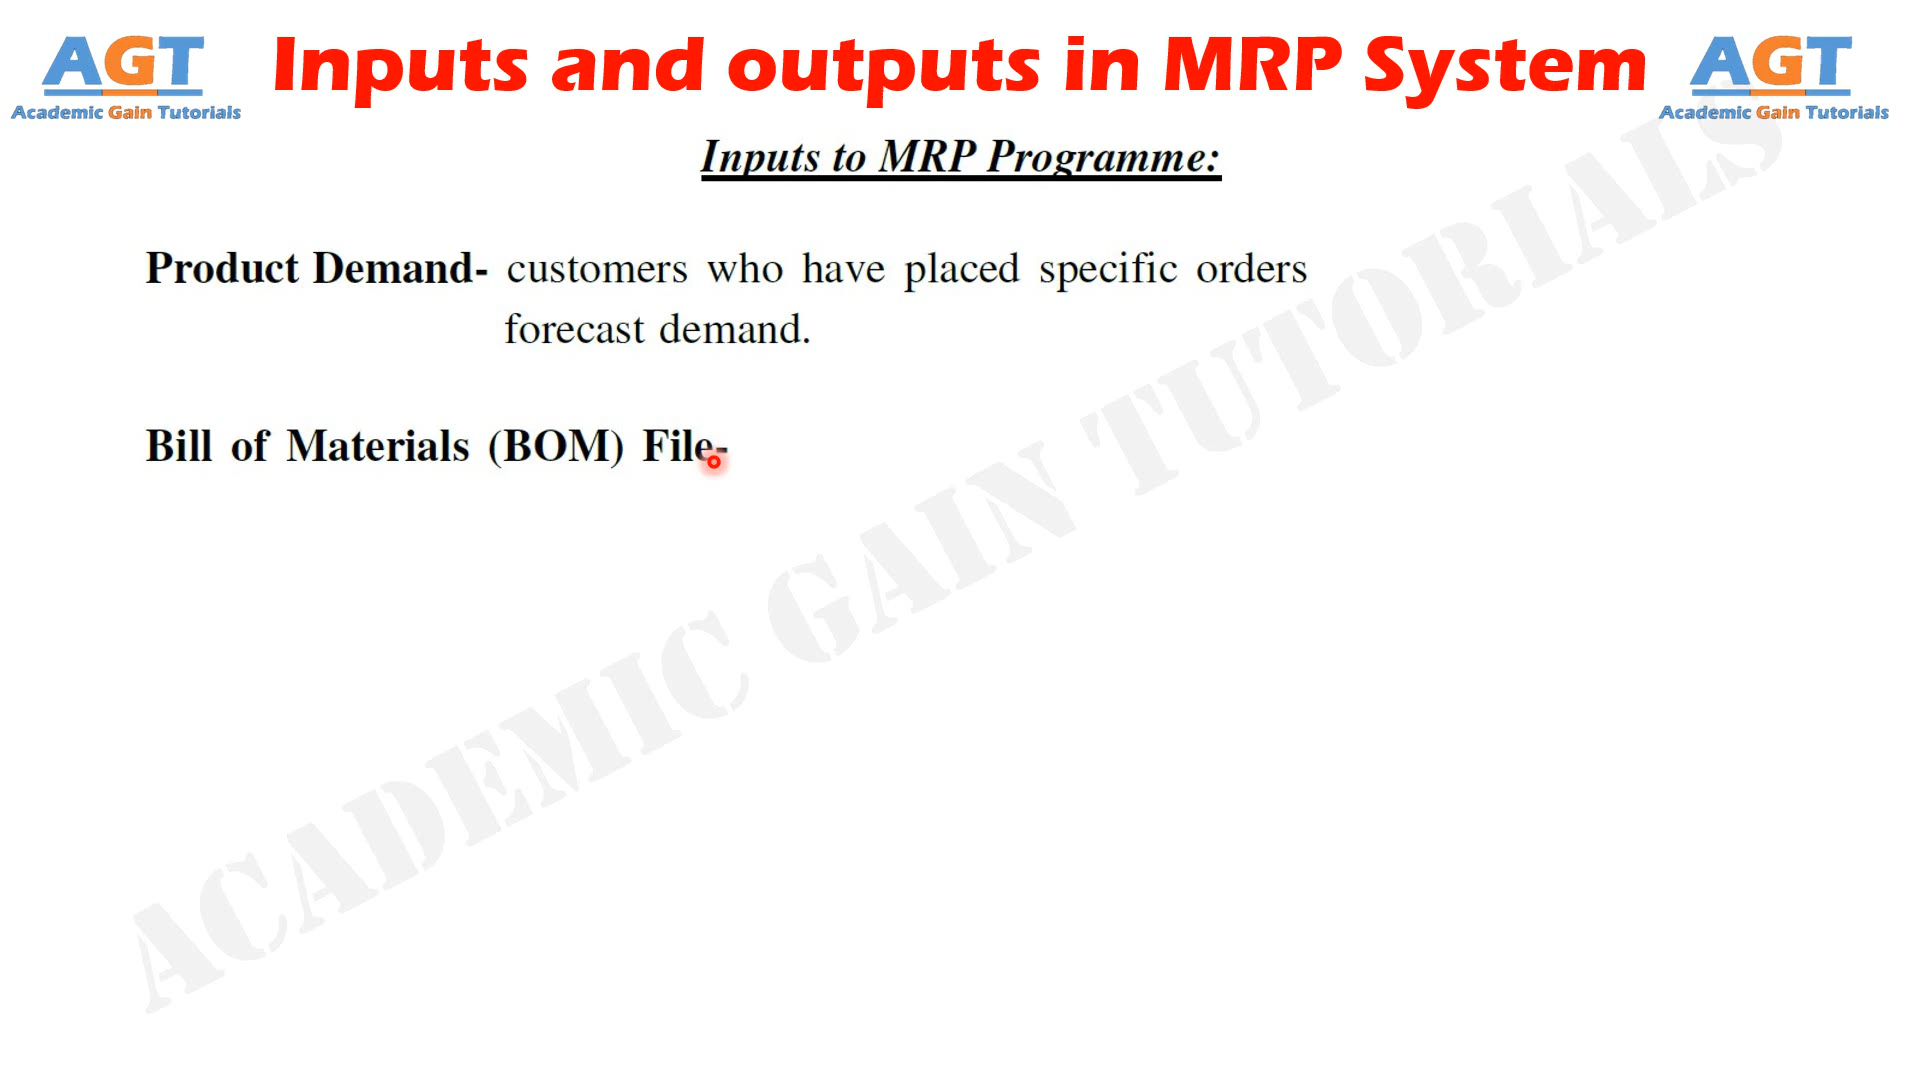 AGT
Academic Gain Tutorials
Inputs and outputs in MRP System
AGT
Academic Gain Tutorials
Inputs to MRP Programme:
Product Demand- customers who have placed specific orders
forecast demand.
Bill of Materials (BOM) File-
ACADEMIC GAIN TUTORIALS